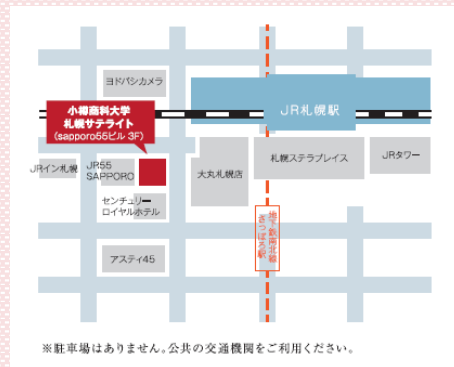 ヨドバシカメラ
小樽商科大学
札幌サテライト
(sapporo55ビル 3F)
JR札幌駅
JRイン札幌
JR55
SAPPORO
大丸札幌店
札幌ステラプレイス
JRタワー
センチュリー
ロイヤルホテル
地下鉄南北線
さっぽろ駅
アスティ45
※駐車場はありません。公共の交通機関をご利用ください。